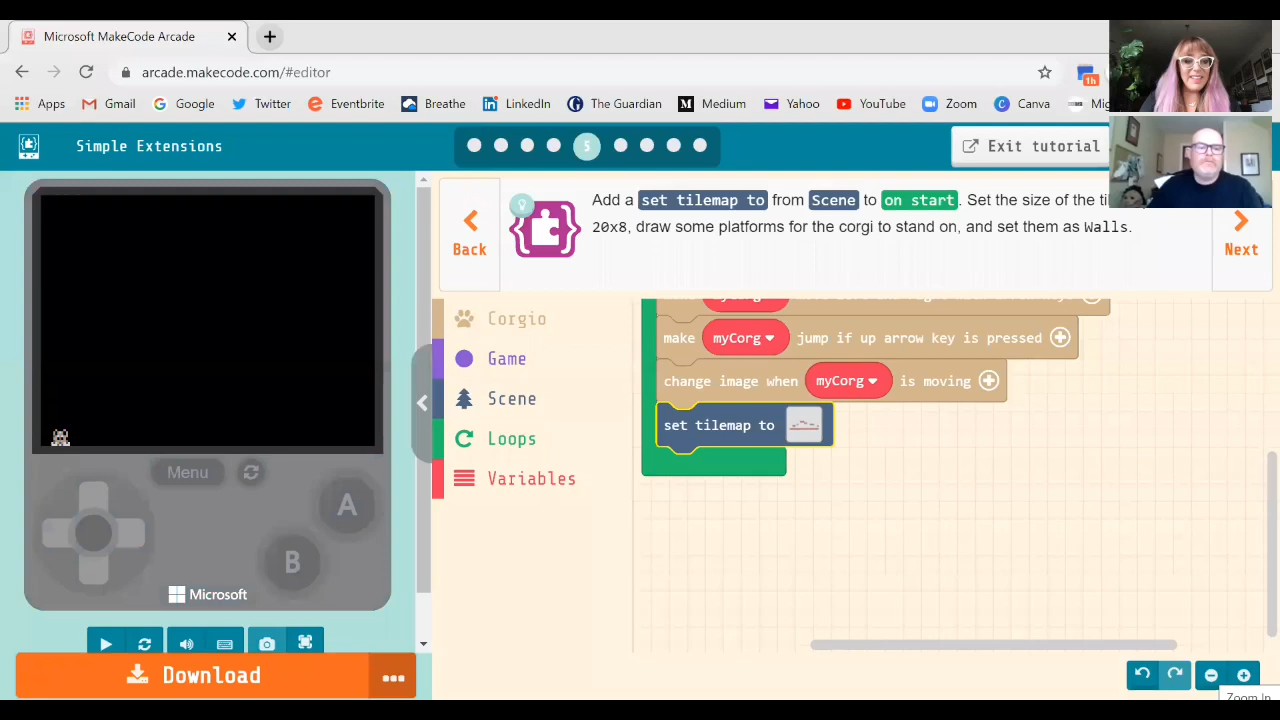 Microsoft MakeCode Arcade
arcade.makecode.com/#editor
1h
Apps
Gmail
Google
Twitter
Eventbrite
Breathe
LinkedIn
The Guardian
M
Medium
Yahoo
YouTube
Zoom
Canva
Simple Extensions
5
Exit tutorial
Back
Add a set tilemap to from Scene to on start. Set the size of the
20x8, draw some platforms for the corgi to stand on, and set them as Walls.
Next
Corgio
Game
Scene
Loops
Variables
make myCorg jump if up arrow key is pressed
change image when myCorg is moving
set tilemap to
Menu
A
B
Microsoft
Download
Zoom In